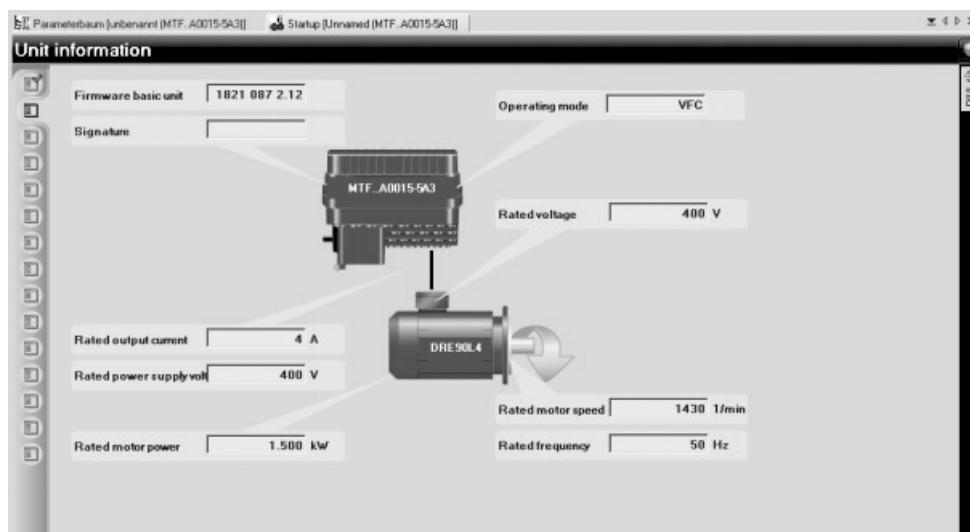 Parameterbaum [unbenannt (MTF..A0015-5A3)]
Startup [Unnamed (MTF..A0015-5A3)]
Unit information
Firmware basic unit 1821 087 2.12
Operating mode VFC
Signature
MTF..A0015-5A3
Rated voltage 400 V
Rated output current 4 A
DRE90L4
Rated power supply volt 400 V
Rated motor speed 1430 1/min
Rated motor power 1.500 kW
Rated frequency 50 Hz